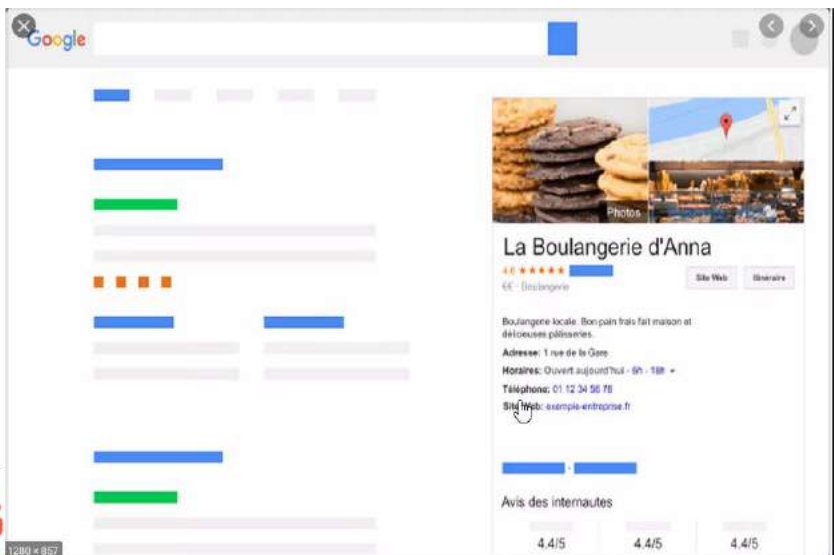 Google
Photos
La Boulangerie d'Anna
4.6 ★★★★★
€€ - Boulangerie
Site Web
Itinéraire
Boulangerie locale. Bon pain frais fait maison et
délicieuses pâtisseries.
Adresse: 1 rue de la Gare
Horaires: Ouvert aujourd'hui - 6h - 18h
Téléphone: 01 12 34 56 78
Site Web: exemple-entreprise.fr
Avis des internautes
4.4/5 4.4/5 4.4/5
1280 × 857